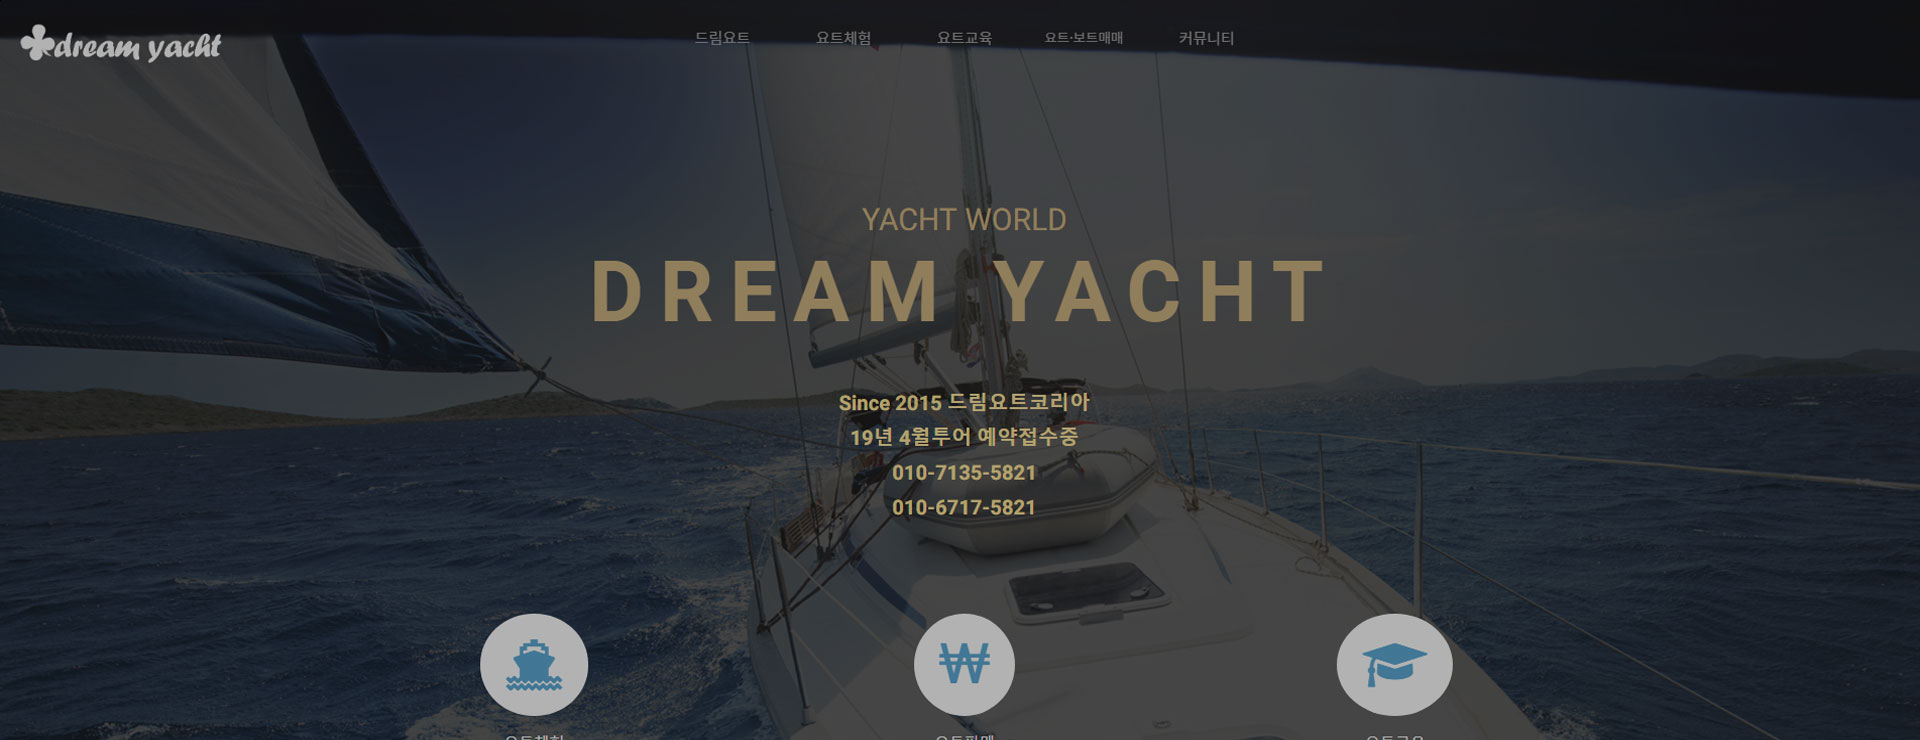 dream yacht
드림요트 요트체험 요트교육 요트·보트매매 커뮤니티
YACHT WORLD
DREAM YACHT
Since 2015 드림요트코리아
19년 4월투어 예약접수중
010-7135-5821
010-6717-5821